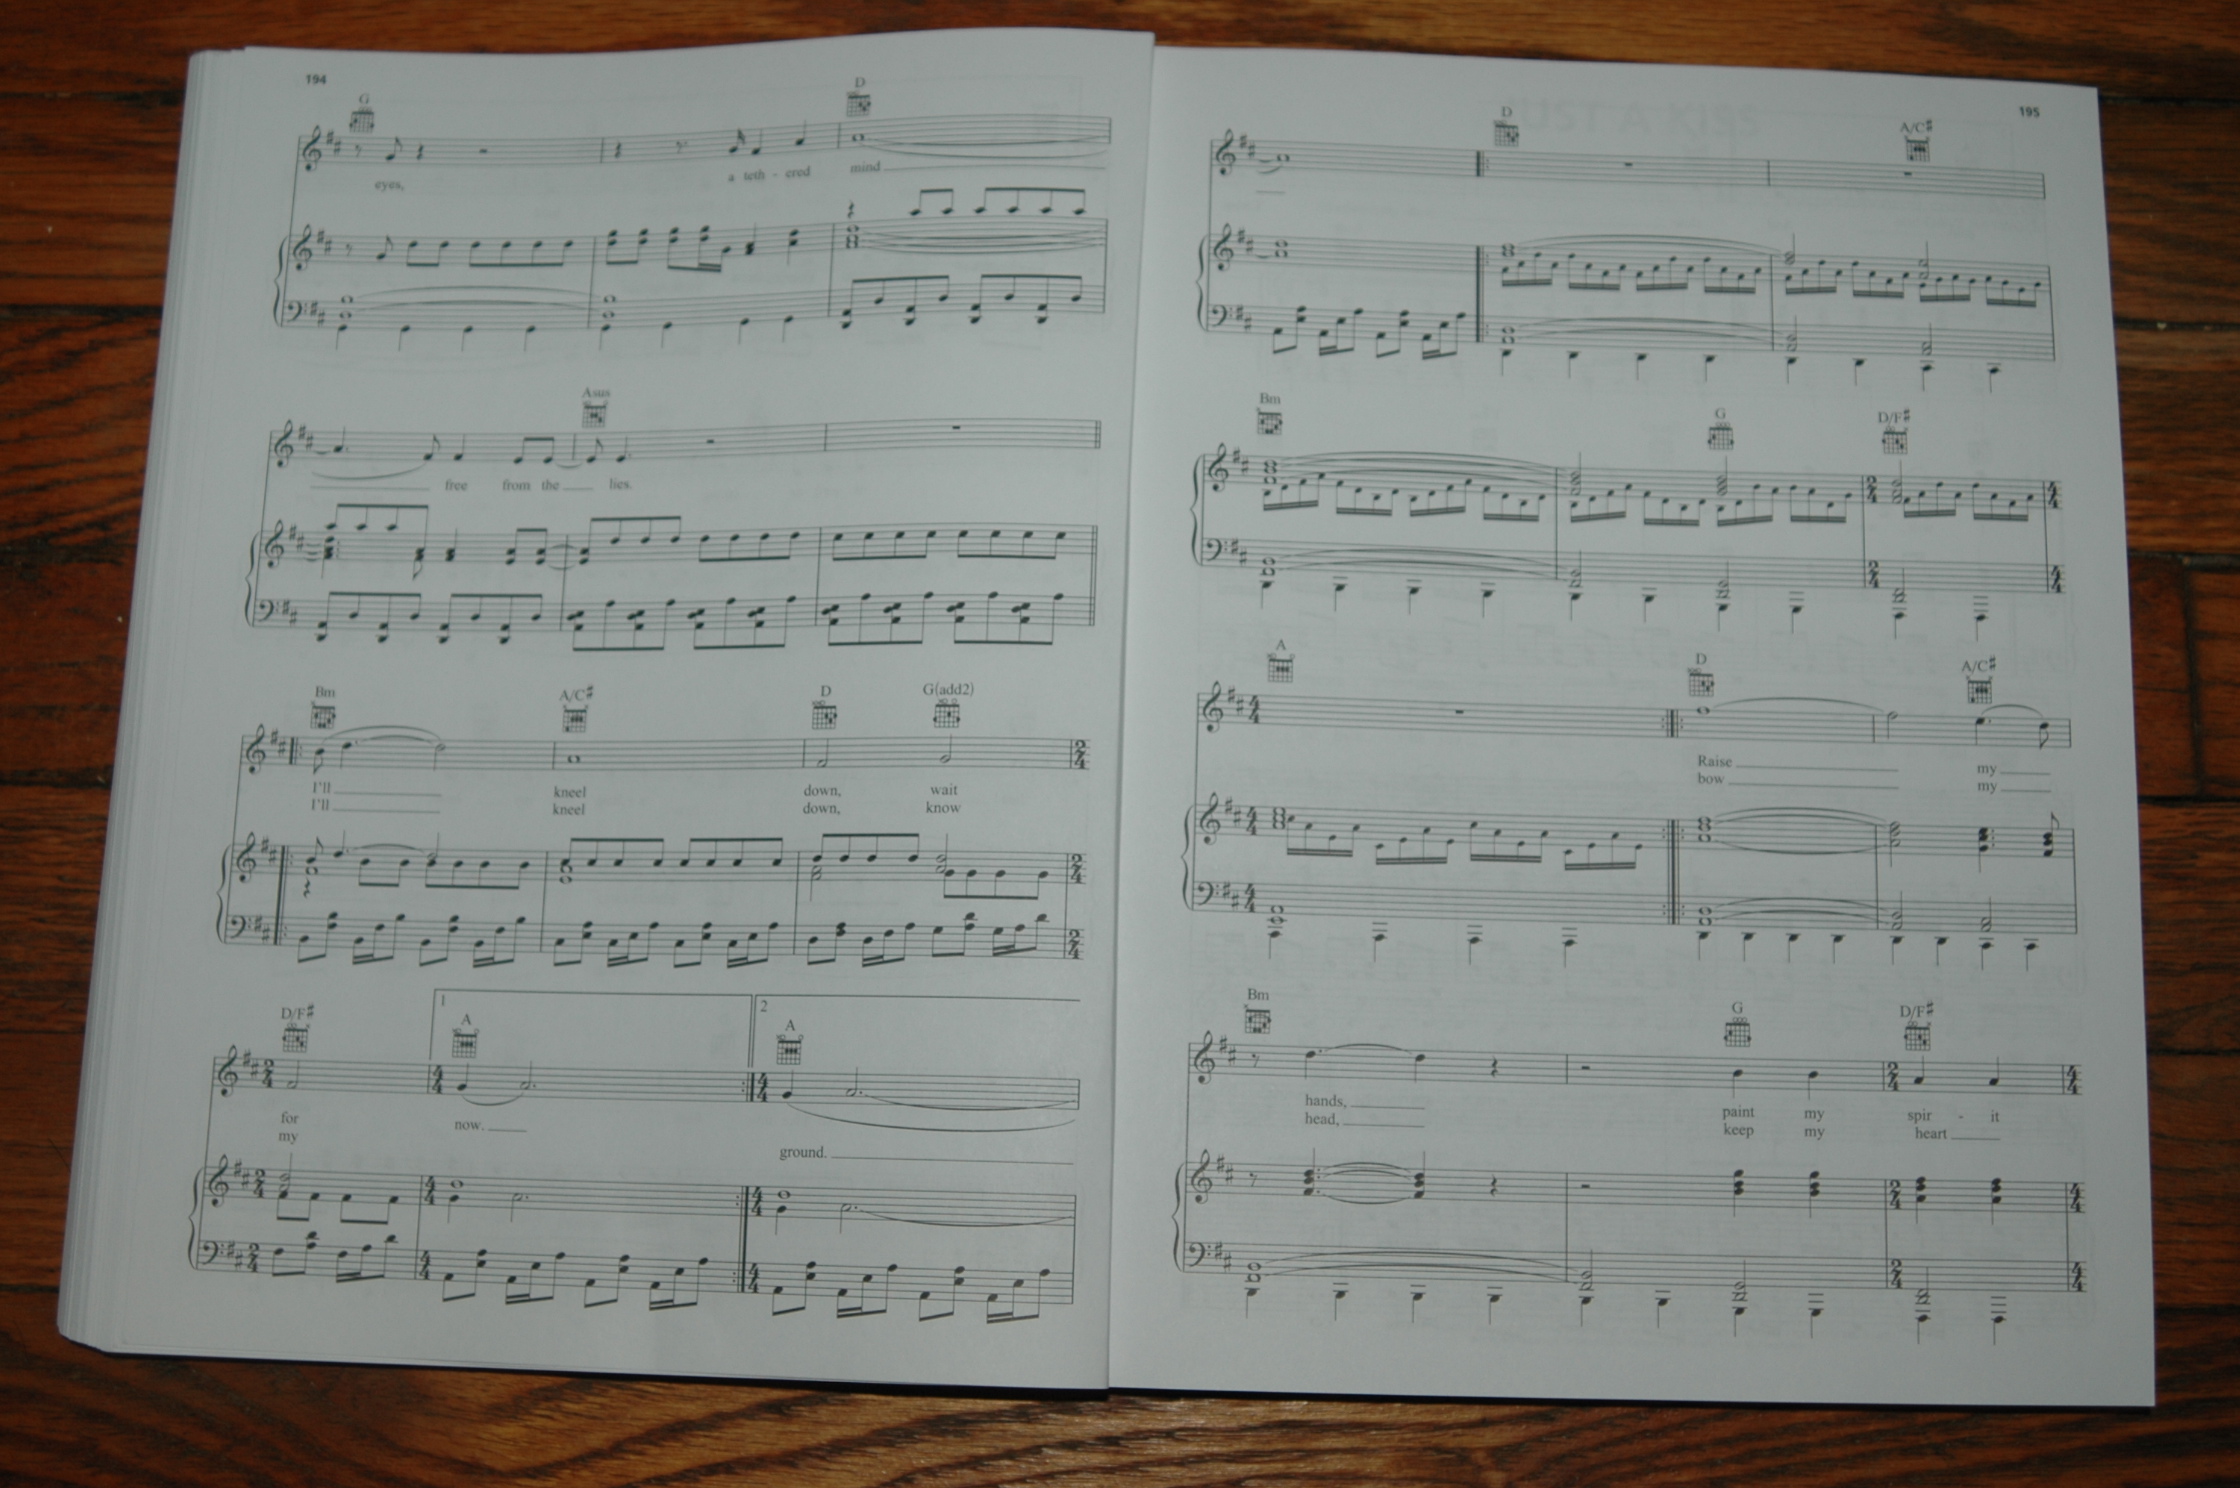 194
G
D
eyes,
a teth - ered mind
Asus
free from the lies.
Bm
A/C♯
D
G(add2)
I'll kneel down, wait
I'll kneel down, know
D/F♯
1
A
2
A
for now.
my
ground.
195
D
A/C♯
Bm
G
D/F♯
A
D
A/C♯
Raise my
bow my
Bm
G
D/F♯
hands, paint my spir - it
head, keep my heart